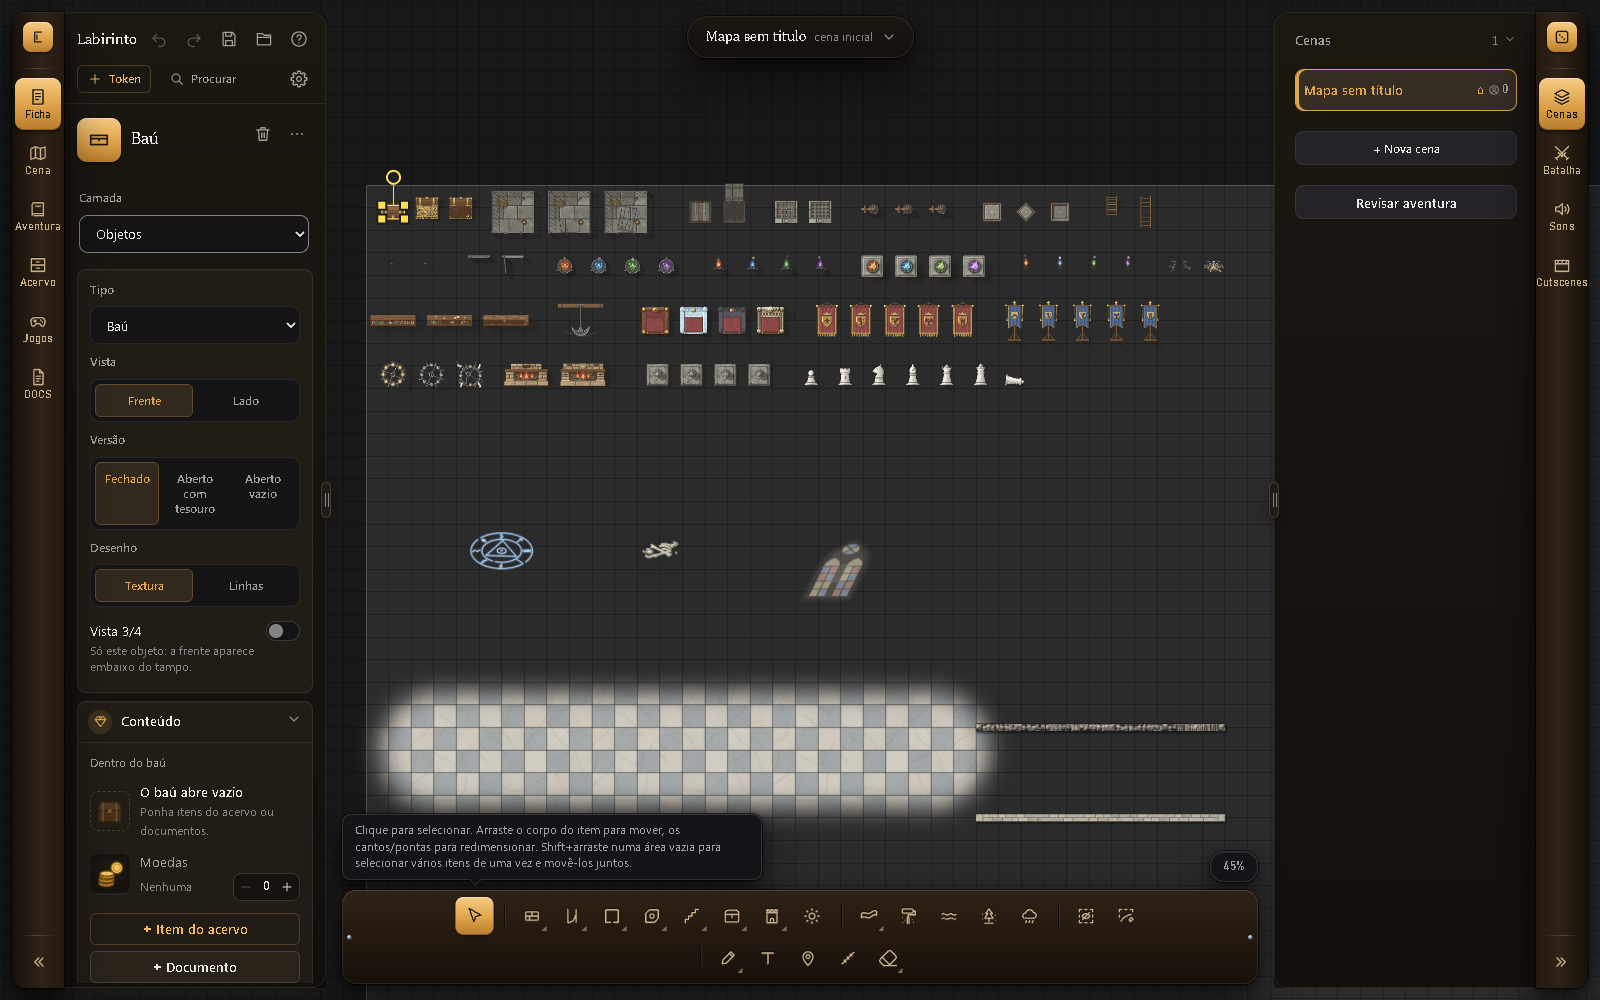 Labirinto
Token
Procurar
Ficha
Cena
Aventura
Acervo
Jogos
DOCS
Baú
Camada
Objetos
Tipo
Baú
Vista
Frente
Lado
Versão
Fechado
Aberto com tesouro
Aberto vazio
Desenho
Textura
Linhas
Vista 3/4
Só este objeto: a frente aparece
embaixo do tampo.
Conteúdo
Dentro do baú
O baú abre vazio
Ponha itens do acervo ou
documentos.
Moedas
Nenhuma
0
+ Item do acervo
+ Documento
Mapa sem título cena inicial
Clique para selecionar. Arraste o corpo do item para mover, os
cantos/pontas para redimensionar. Shift+arraste numa área vazia para
selecionar vários itens de uma vez e movê-los juntos.
45%
Cenas
1
Mapa sem título
0
+ Nova cena
Revisar aventura
Cenas
Batalha
Sons
Cutscenes